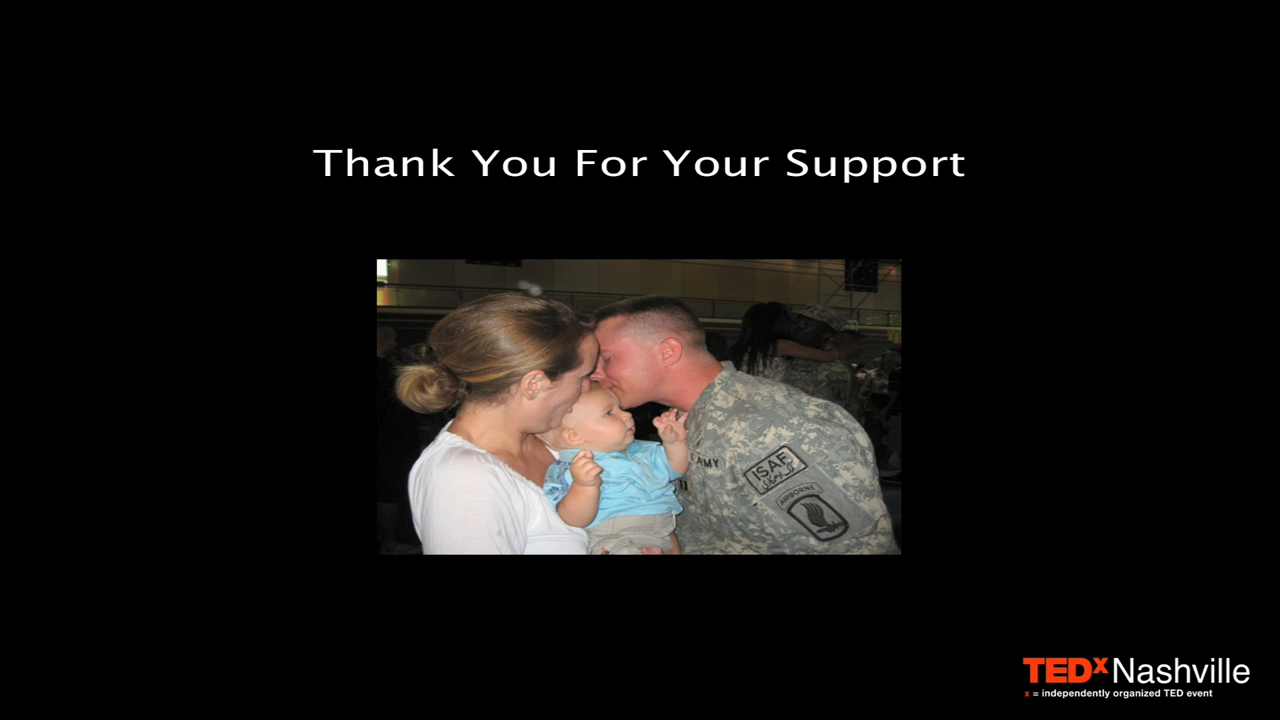 Thank You For Your Support
ARMY
ISAF
AIRBORNE
TEDxNashville
x = independently organized TED event